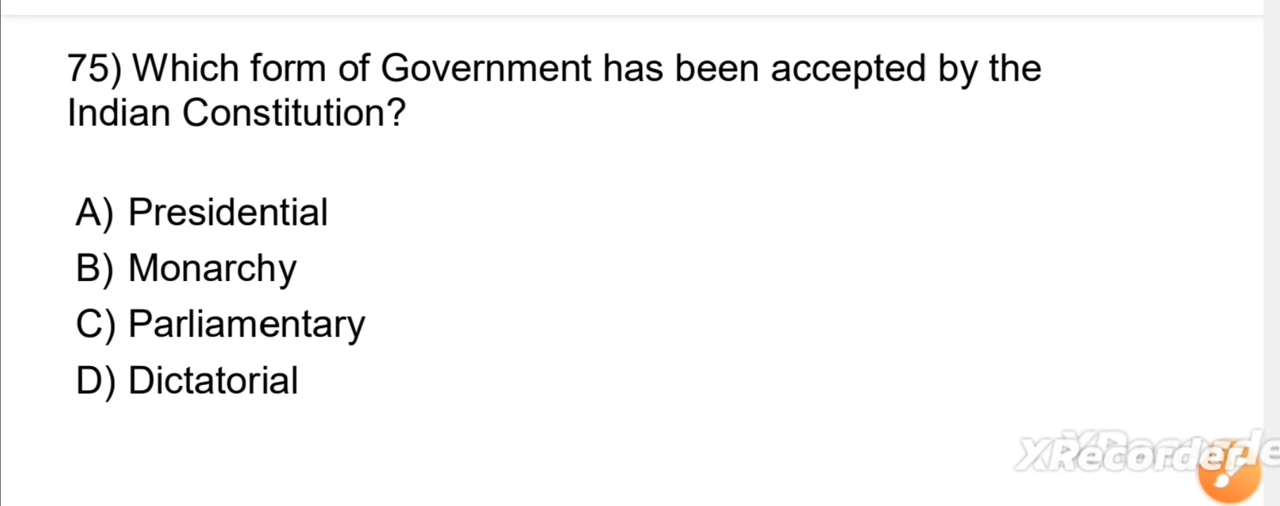 75) Which form of Government has been accepted by the
Indian Constitution?
A) Presidential
B) Monarchy
C) Parliamentary
D) Dictatorial
XRecorder